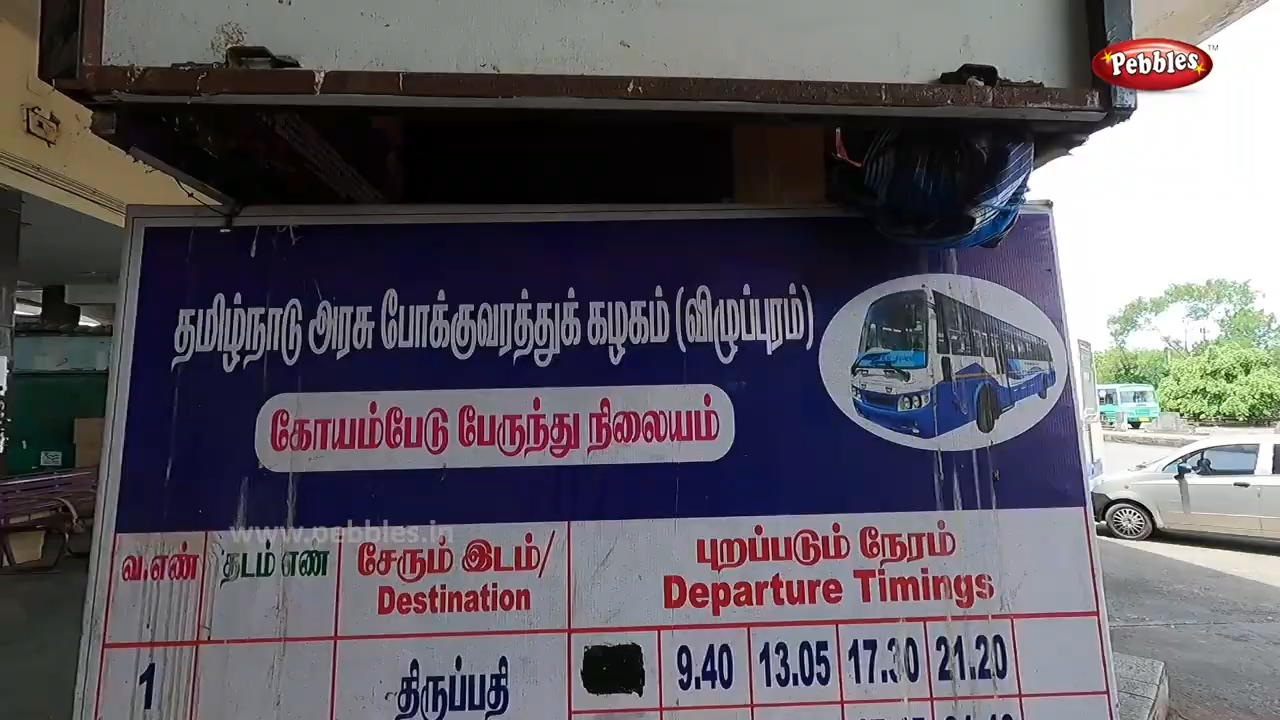 Pebbles™
தமிழ்நாடு அரசு போக்குவரத்துக் கழகம் (விழுப்புரம்)
கோயம்பேடு பேருந்து நிலையம்
www.pebbles.in
வ.எண் தடம் எண் சேரும் இடம்/ புறப்படும் நேரம்
Destination Departure Timings
1 திருப்பதி 9.40 13.05 17.30 21.20